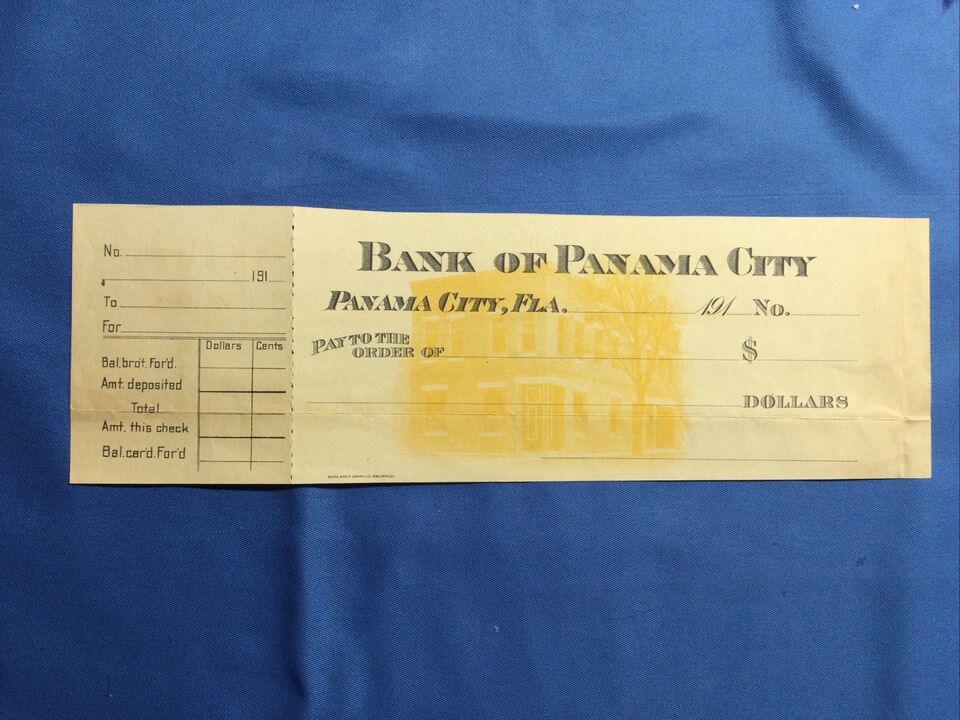 No.
191
To
For
Dollars Cents
Bal. brot. For'd.
Amt. deposited
Total
Amt. this check
Bal. car'd. For'd
BANK OF PANAMA CITY
PANAMA CITY, FLA. 191 No.
PAY TO THE
ORDER OF $
DOLLARS